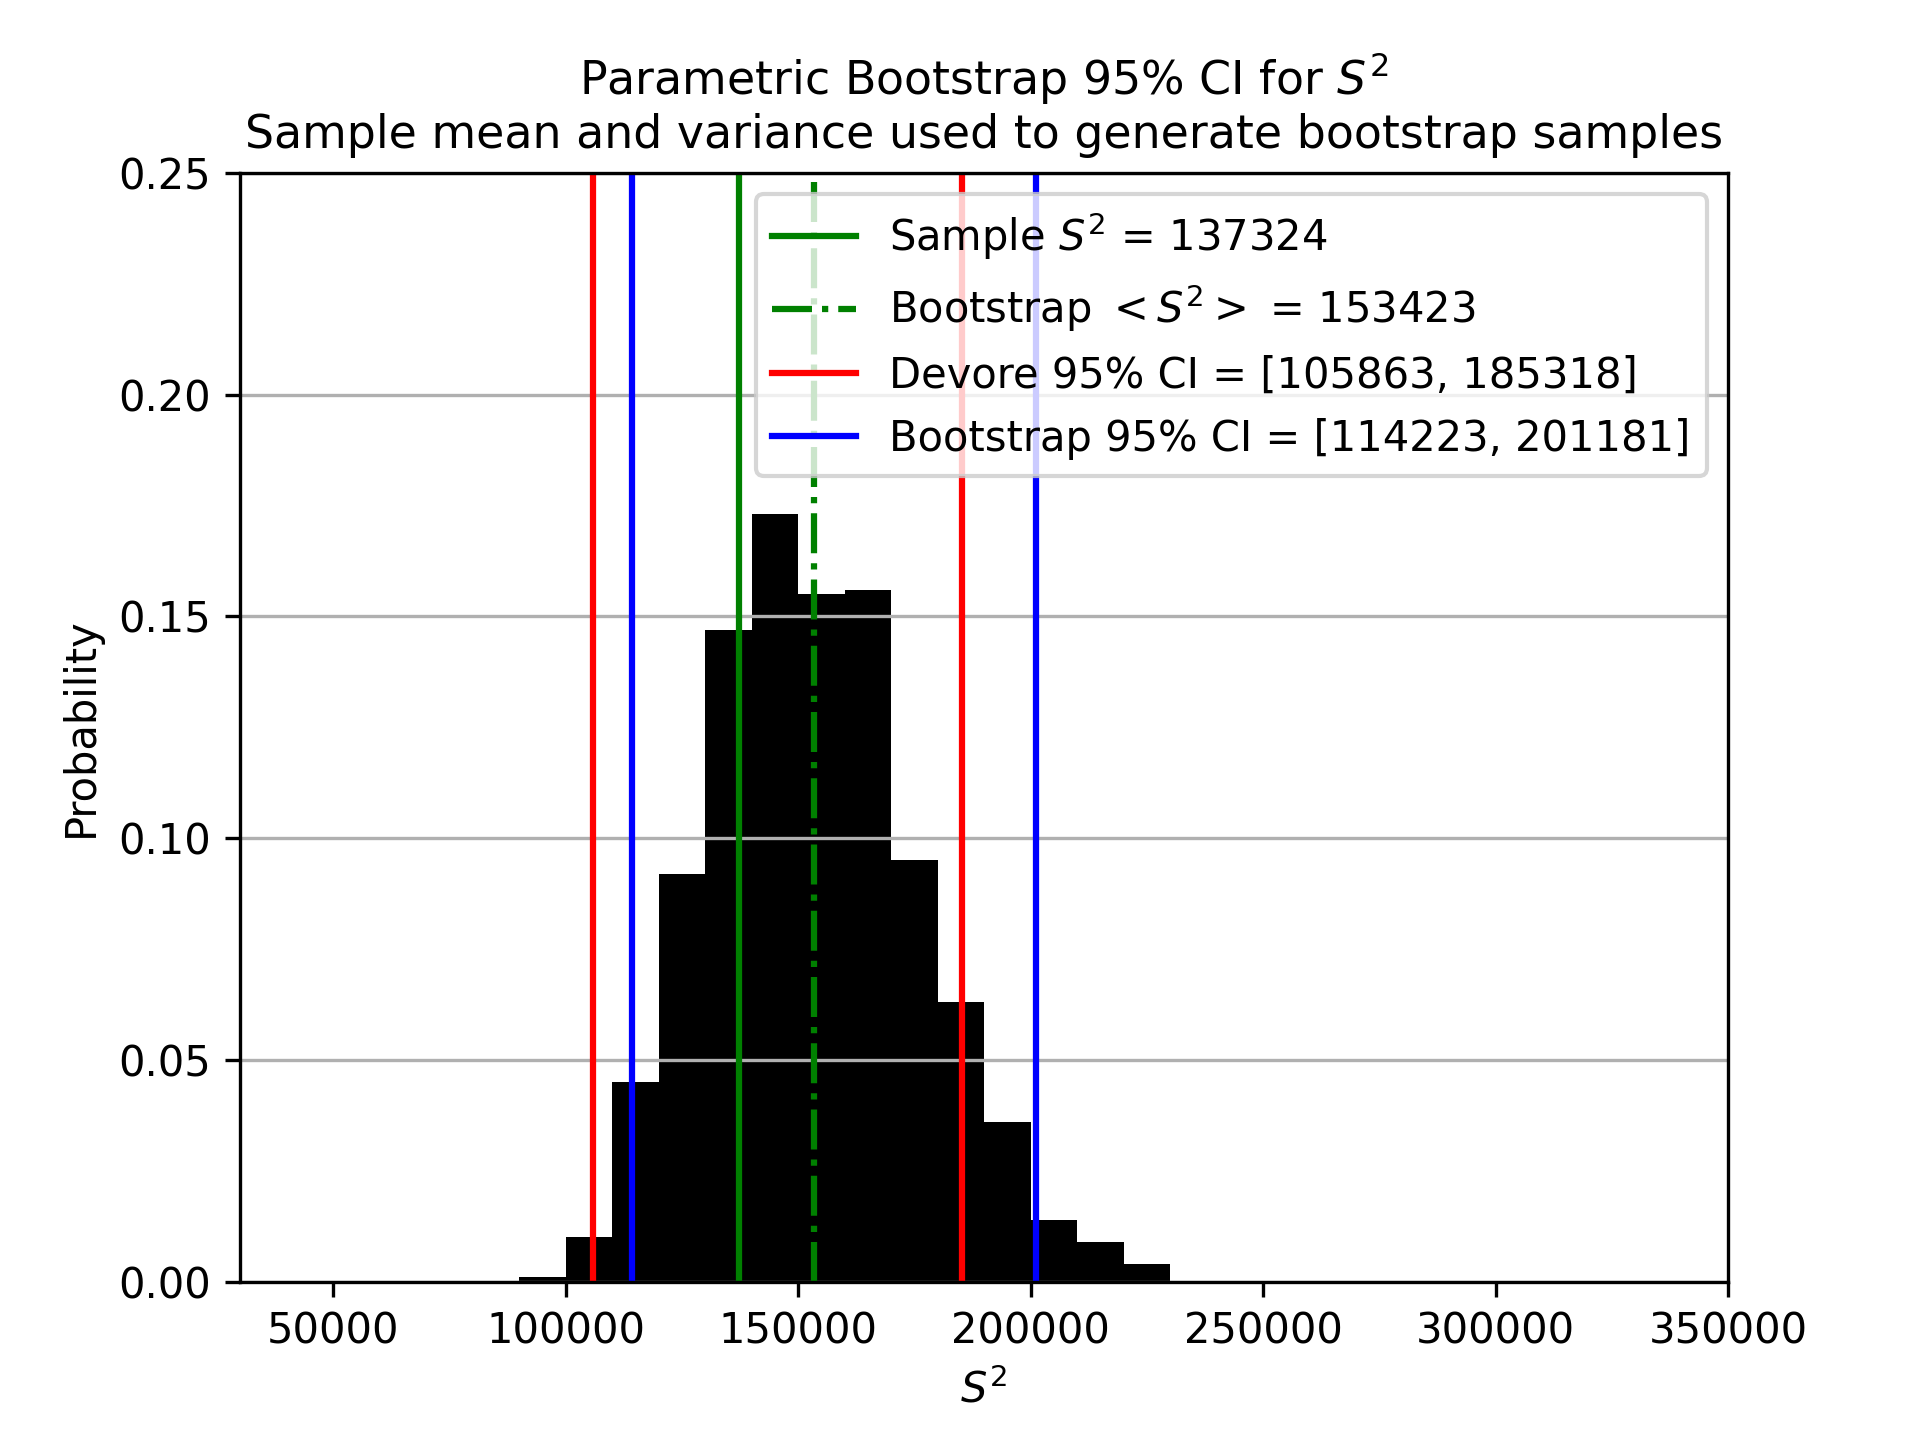 Parametric Bootstrap 95% CI for S²
Sample mean and variance used to generate bootstrap samples
0.25
0.20
0.15
0.10
0.05
0.00
Probability
Sample S² = 137324
Bootstrap < S² > = 153423
Devore 95% CI = [105863, 185318]
Bootstrap 95% CI = [114223, 201181]
50000 100000 150000 200000 250000 300000 350000
S²